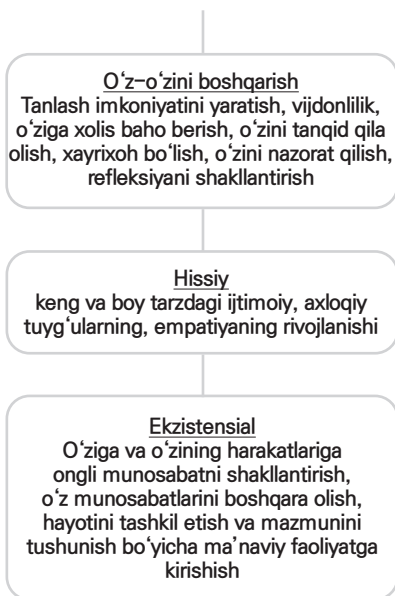 O‘z-o‘zini boshqarish
Tanlash imkoniyatini yaratish, vijdonlilik,
o‘ziga xolis baho berish, o‘zini tanqid qila
olish, xayrixoh bo‘lish, o‘zini nazorat qilish,
refleksiyani shakllantirish
Hissiy
keng va boy tarzdagi ijtimoiy, axloqiy
tuyg‘ularning, empatiyaning rivojlanishi
Ekzistensial
O‘ziga va o‘zining harakatlariga
ongli munosabatni shakllantirish,
o‘z munosabatlarini boshqara olish,
hayotini tashkil etish va mazmunini
tushunish bo‘yicha ma’naviy faoliyatga
kirishish